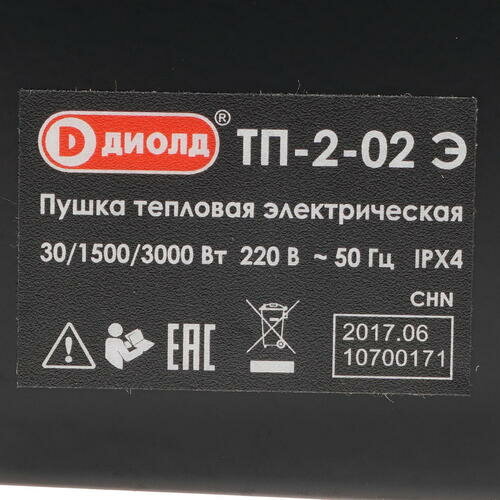 D ДИОЛД® ТП-2-02 Э
Пушка тепловая электрическая
30/1500/3000 Вт 220 В ~ 50 Гц IPX4
CHN
EAC
2017.06
10700171